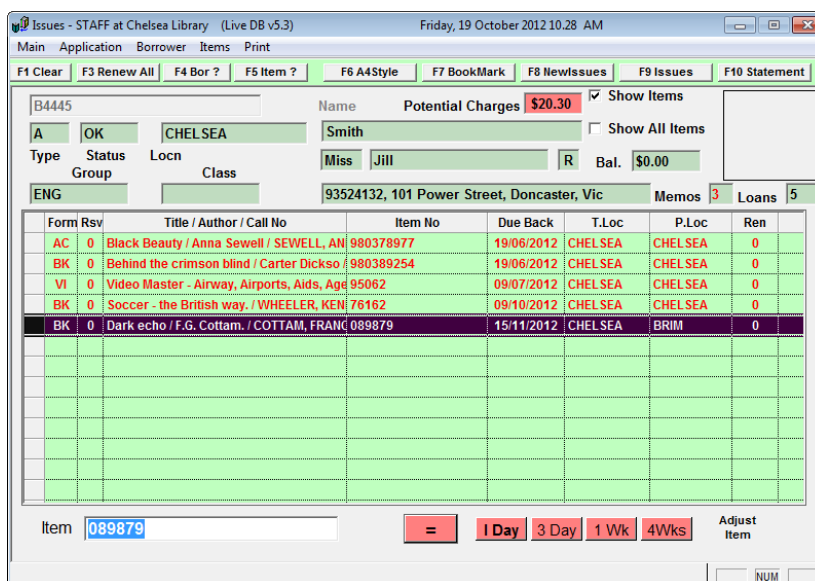 Issues - STAFF at Chelsea Library (Live DB v5.3) Friday, 19 October 2012 10.28 AM
Main Application Borrower Items Print
F1 Clear F3 Renew All F4 Bor ? F5 Item ? F6 A4Style F7 BookMark F8 NewIssues F9 Issues F10 Statement
B4445 Name Potential Charges $20.30 Show Items
A OK CHELSEA Smith Show All Items
Type Status Locn Miss Jill R Bal. $0.00
Group Class
ENG 93524132, 101 Power Street, Doncaster, Vic Memos 3 Loans 5
Form Rsv Title / Author / Call No Item No Due Back T.Loc P.Loc Ren
AC 0 Black Beauty / Anna Sewell / SEWELL, AN 980378977 19/06/2012 CHELSEA CHELSEA 0
BK 0 Behind the crimson blind / Carter Dickso / 980389254 19/06/2012 CHELSEA CHELSEA 0
VI 0 Video Master - Airway, Airports, Aids, Age 95062 09/07/2012 CHELSEA CHELSEA 0
BK 0 Soccer - the British way. / WHEELER, KEN 76162 09/10/2012 CHELSEA CHELSEA 0
BK 0 Dark echo / F.G. Cottam. / COTTAM, FRANC 089879 15/11/2012 CHELSEA BRIM 0
Item 089879 = I Day 3 Day 1 Wk 4Wks Adjust
Item
NUM